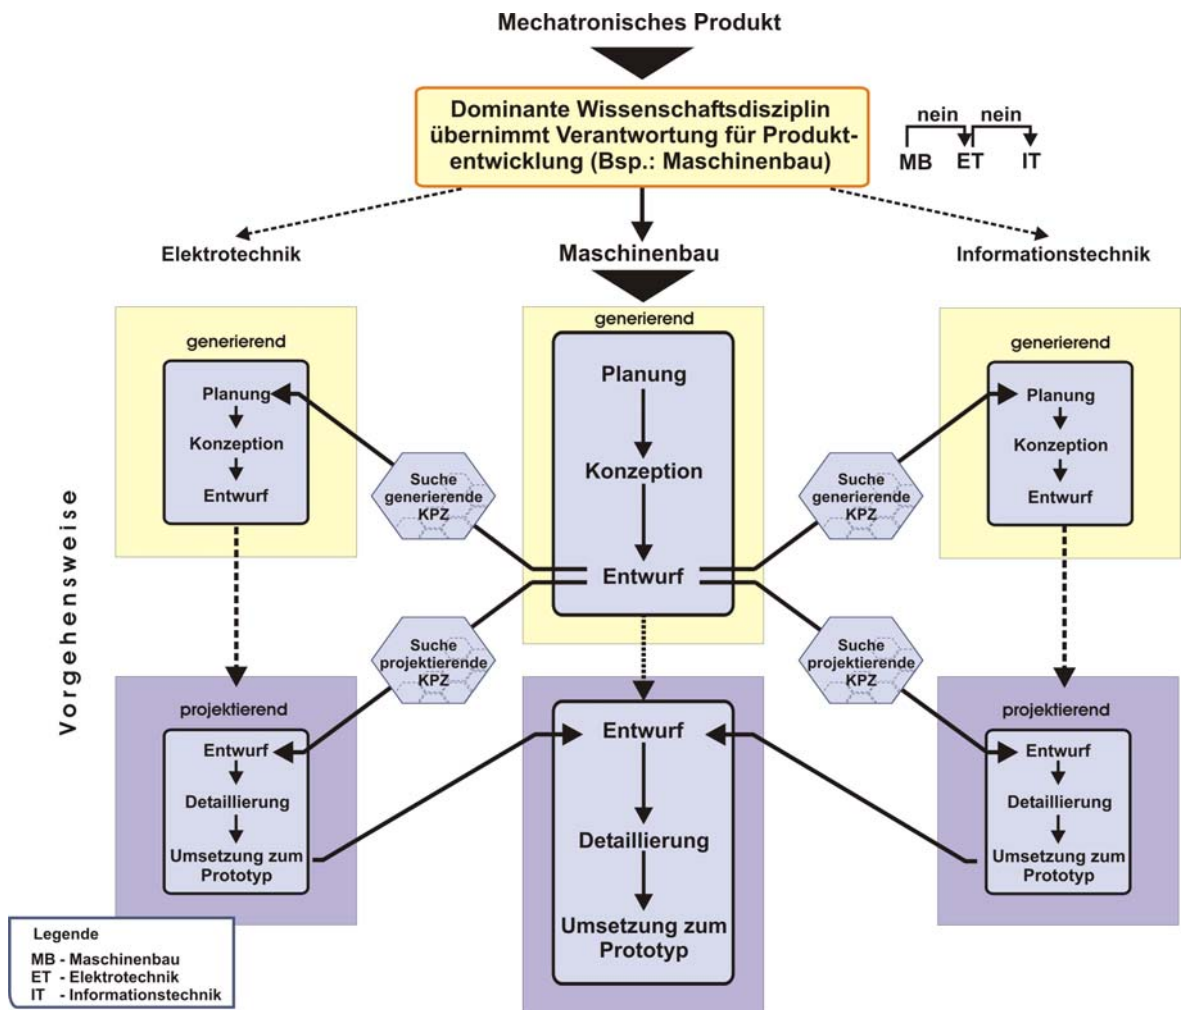 Mechatronisches Produkt
Dominante Wissenschaftsdisziplin
übernimmt Verantwortung für Produkt-
entwicklung (Bsp.: Maschinenbau)
nein nein
MB ET IT
Elektrotechnik
Maschinenbau
Informationstechnik
generierend
Planung
Konzeption
Entwurf
generierend
Planung
Konzeption
Entwurf
generierend
Planung
Konzeption
Entwurf
Suche
generierende
KPZ
Suche
generierende
KPZ
Suche
projektierende
KPZ
Suche
projektierende
KPZ
Vorgehensweise
projektierend
Entwurf
Detaillierung
Umsetzung zum
Prototyp
Entwurf
Detaillierung
Umsetzung zum
Prototyp
projektierend
Entwurf
Detaillierung
Umsetzung zum
Prototyp
Legende
MB - Maschinenbau
ET - Elektrotechnik
IT - Informationstechnik